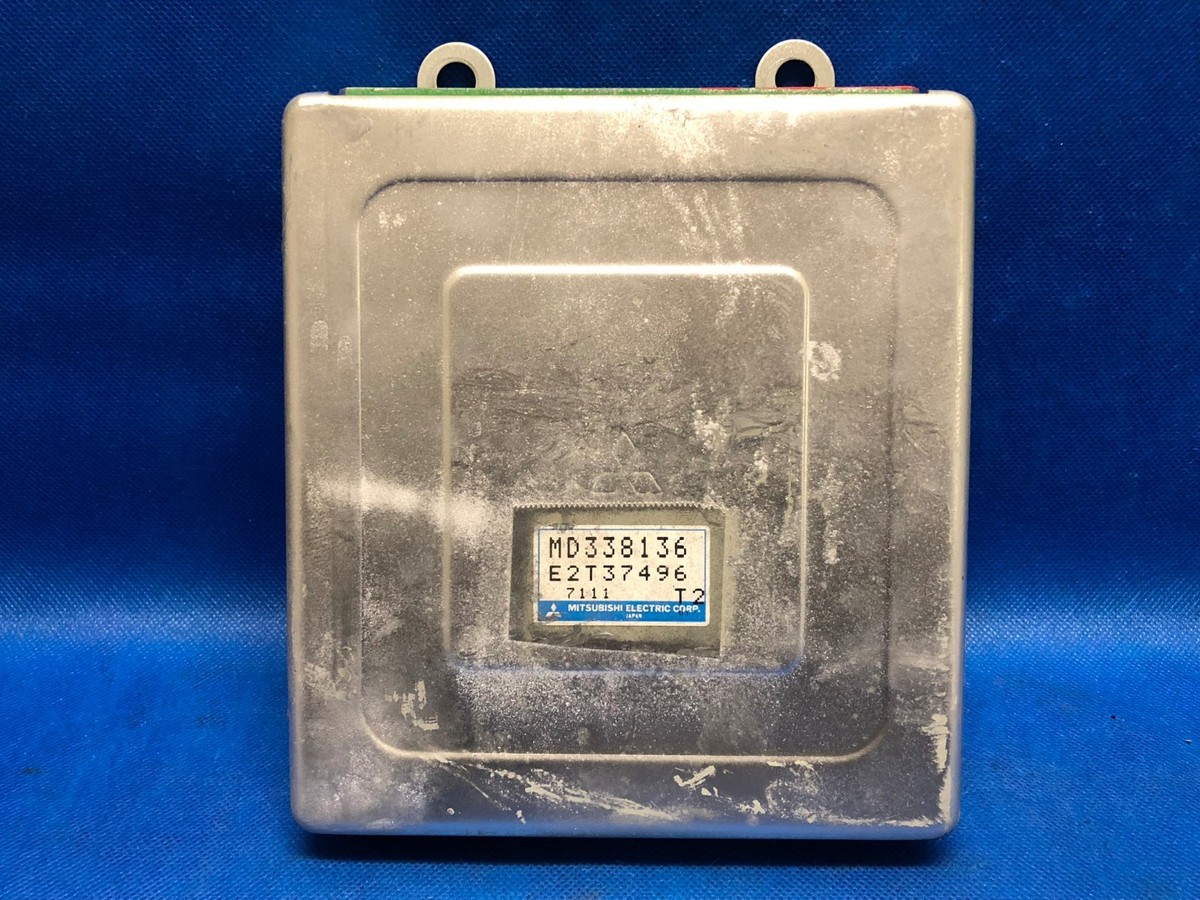 MD338136
E2T37496
7111 T2
MITSUBISHI ELECTRIC CORP.
JAPAN